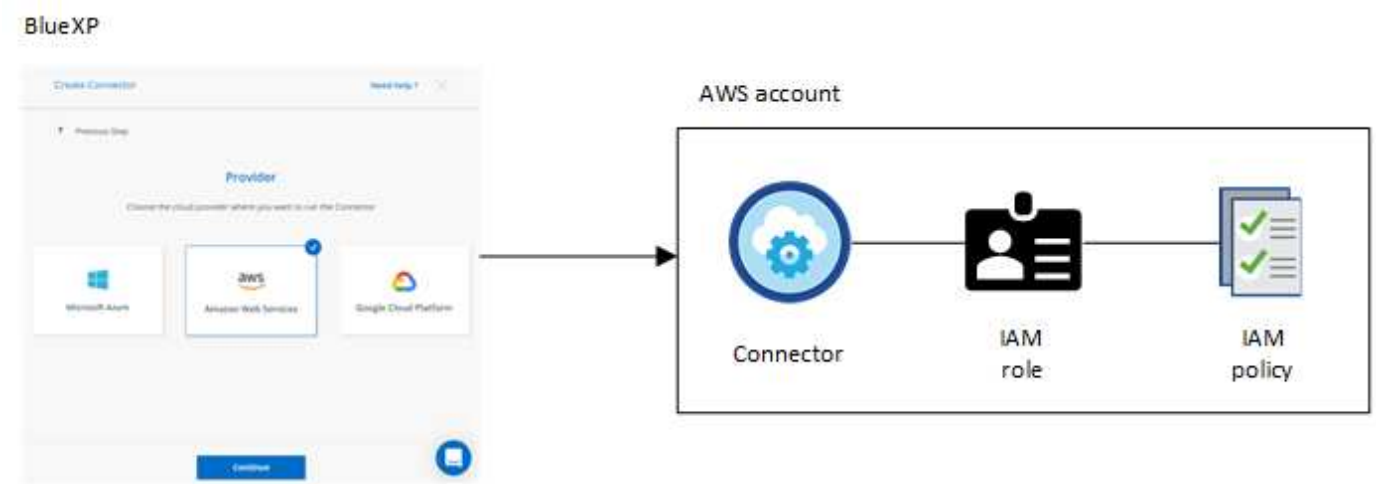 BlueXP
Create Connector
Need help?
Previous Step
AWS account
Provider
Choose the cloud provider where you want to run the Connector
aws
Microsoft Azure
Amazon Web Services
Google Cloud Platform
Connector
IAM
role
IAM
policy
Continue